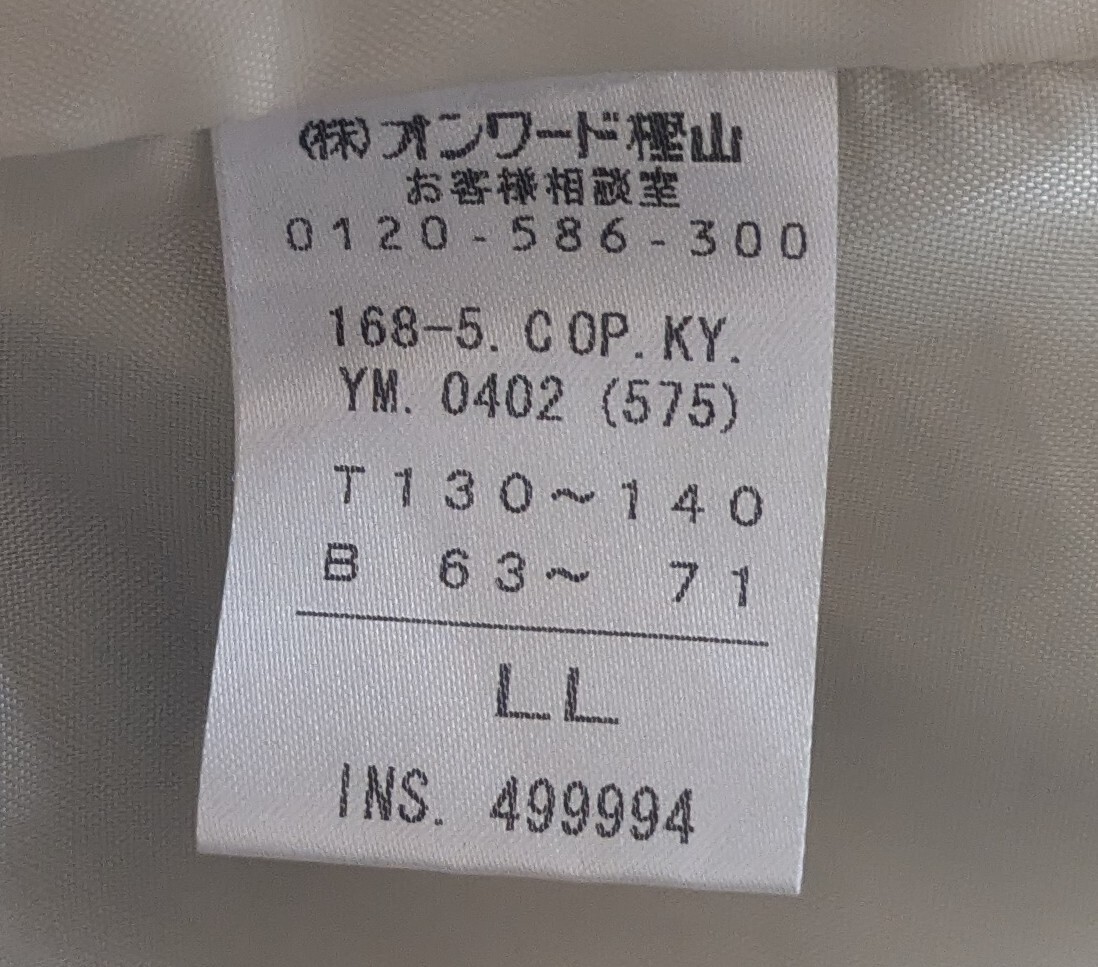 (株)オンワード樫山
お客様相談室
0120-586-300
168-5. COP. KY.
YM. 0402 (575)
T130~140
B 63~ 71
LL
INS. 499994